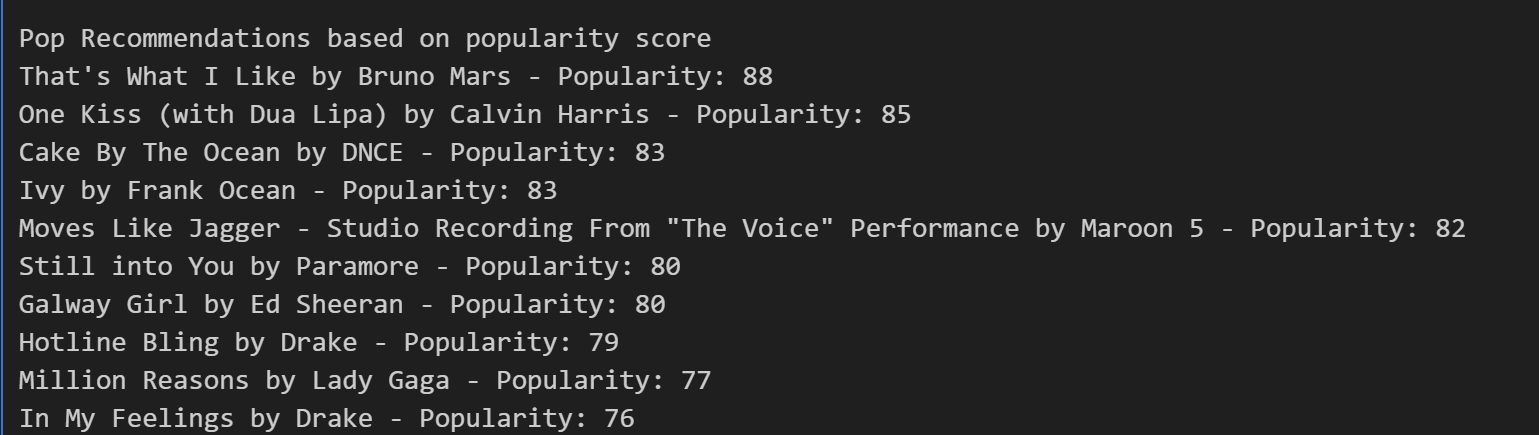 Pop Recommendations based on popularity score
That's What I Like by Bruno Mars - Popularity: 88
One Kiss (with Dua Lipa) by Calvin Harris - Popularity: 85
Cake By The Ocean by DNCE - Popularity: 83
Ivy by Frank Ocean - Popularity: 83
Moves Like Jagger - Studio Recording From "The Voice" Performance by Maroon 5 - Popularity: 82
Still into You by Paramore - Popularity: 80
Galway Girl by Ed Sheeran - Popularity: 80
Hotline Bling by Drake - Popularity: 79
Million Reasons by Lady Gaga - Popularity: 77
In My Feelings by Drake - Popularity: 76